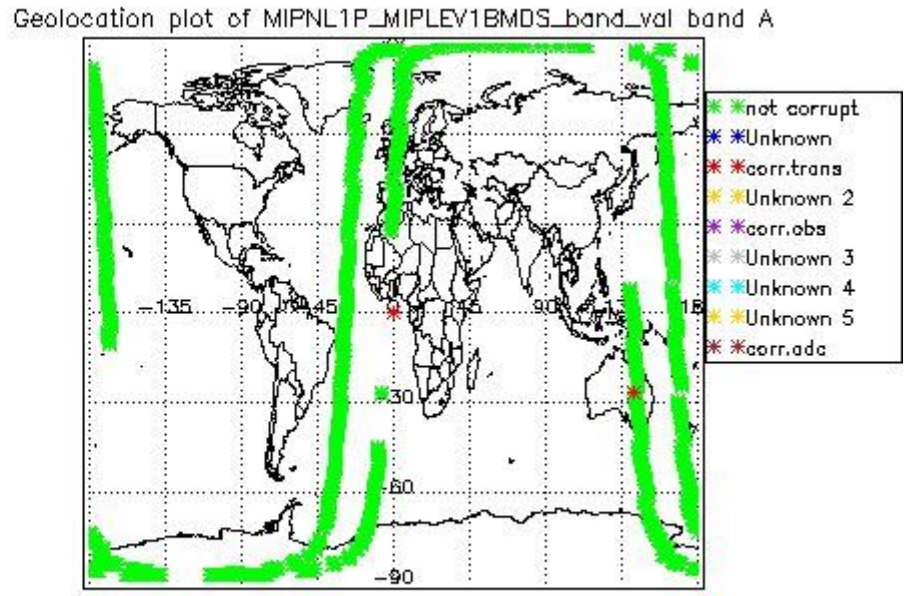 Geolocation plot of MIPNL1P_MIPLEV1BMDS_band_val band A
not corrupt
Unknown
corr.trans
Unknown 2
corr.obs
Unknown 3
Unknown 4
Unknown 5
corr.adc
-135 -90 -45 45 90
-30
-60
-90